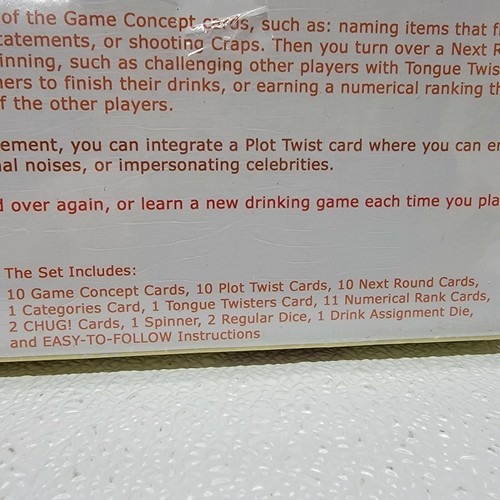 of the Game Concept cards, such as: naming items that f
tatements, or shooting Craps. Then you turn over a Next R
inning, such as challenging other players with Tongue Twis
ners to finish their drinks, or earning a numerical ranking th
f the other players.
ement, you can integrate a Plot Twist card where you can en
al noises, or impersonating celebrities.
d over again, or learn a new drinking game each time you pla
The Set Includes:
10 Game Concept Cards, 10 Plot Twist Cards, 10 Next Round Cards,
1 Categories Card, 1 Tongue Twisters Card, 11 Numerical Rank Cards,
2 CHUG! Cards, 1 Spinner, 2 Regular Dice, 1 Drink Assignment Die,
and EASY-TO-FOLLOW Instructions